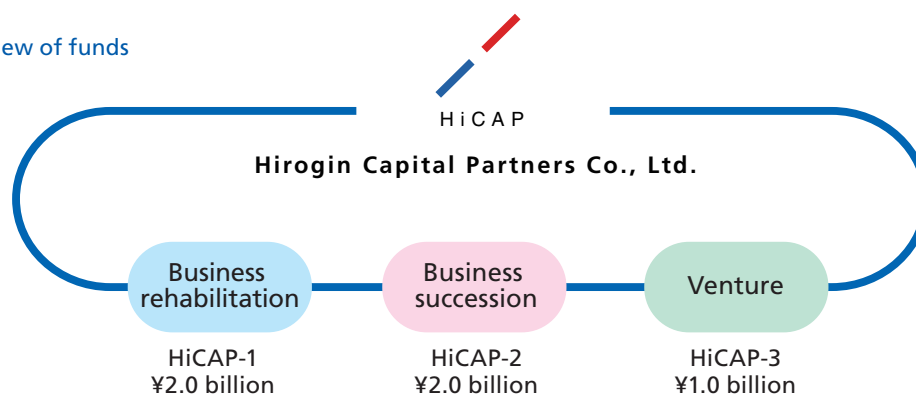 of funds
HiCAP
Hirogin Capital Partners Co., Ltd.
Business
rehabilitation
Business
succession
Venture
HiCAP-1
¥2.0 billion
HiCAP-2
¥2.0 billion
HiCAP-3
¥1.0 billion